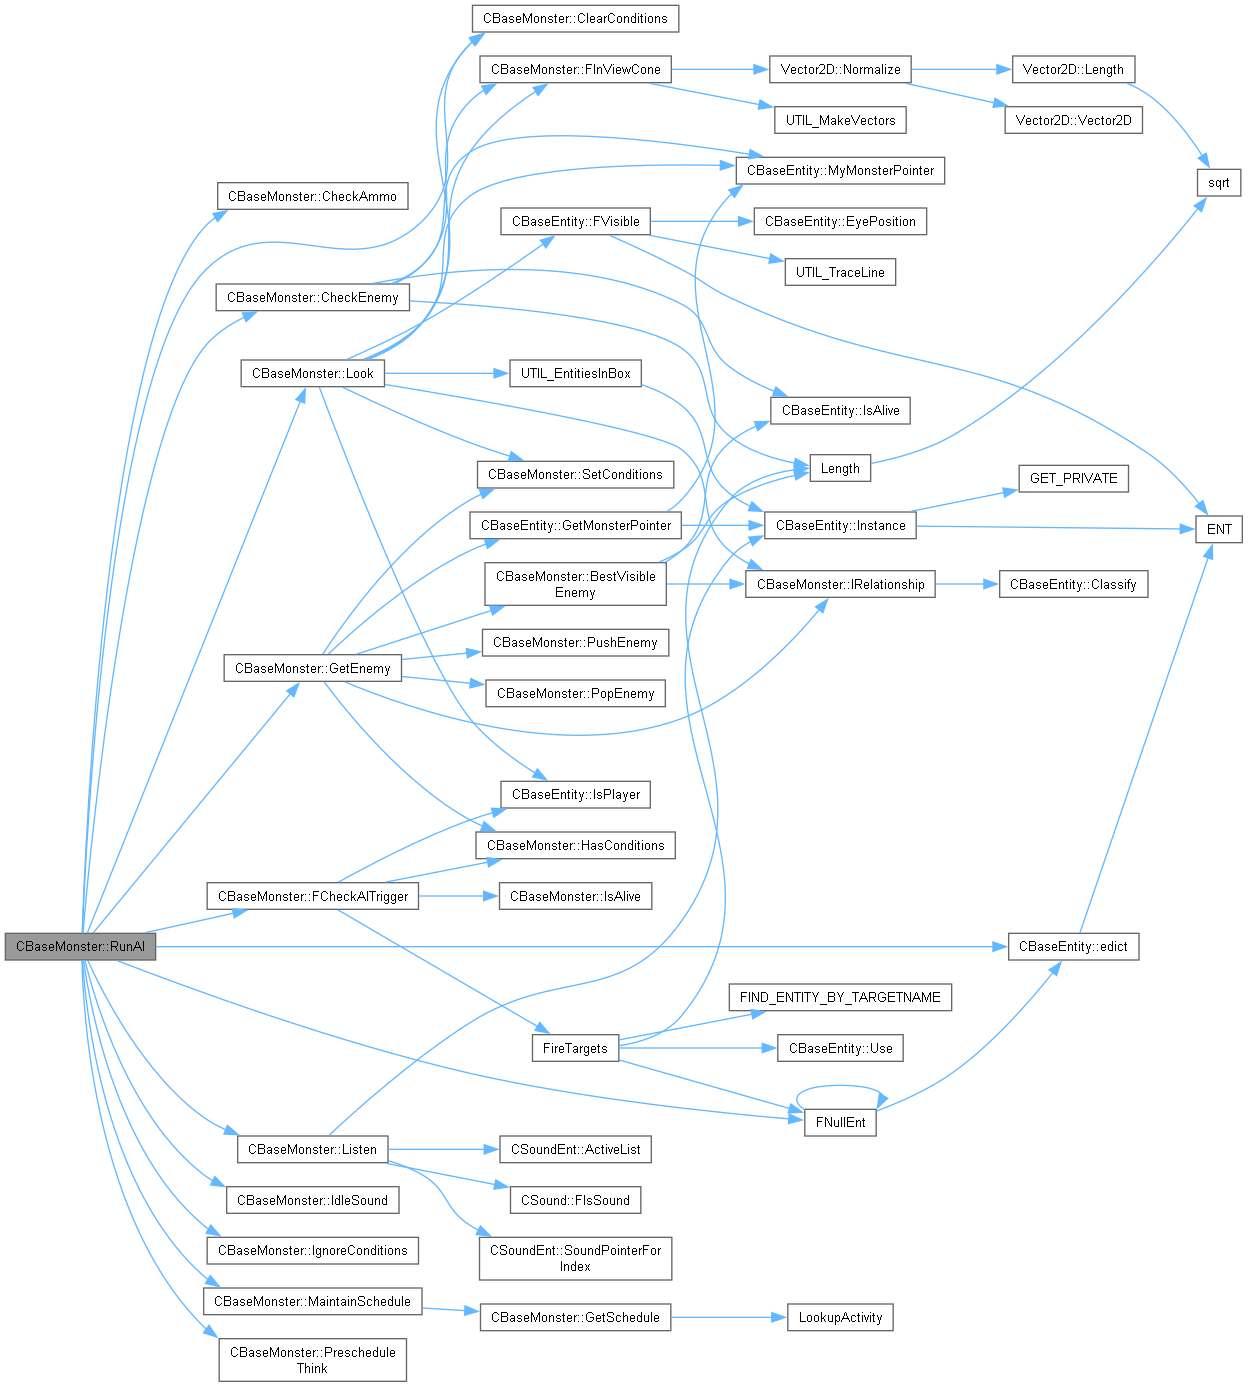 CBaseMonster::ClearConditions
CBaseMonster::FInViewCone
Vector2D::Normalize
Vector2D::Length
UTIL_MakeVectors
Vector2D::Vector2D
CBaseEntity::MyMonsterPointer
sqrt
CBaseMonster::CheckAmmo
CBaseEntity::FVisible
CBaseEntity::EyePosition
UTIL_TraceLine
CBaseMonster::CheckEnemy
CBaseMonster::Look
UTIL_EntitiesInBox
CBaseEntity::IsAlive
CBaseMonster::SetConditions
Length
GET_PRIVATE
CBaseEntity::GetMonsterPointer
CBaseEntity::Instance
ENT
CBaseMonster::BestVisible
Enemy
CBaseMonster::IRelationship
CBaseEntity::Classify
CBaseMonster::PushEnemy
CBaseMonster::GetEnemy
CBaseMonster::PopEnemy
CBaseEntity::IsPlayer
CBaseMonster::HasConditions
CBaseMonster::FCheckAITrigger
CBaseMonster::IsAlive
CBaseMonster::RunAI
CBaseEntity::edict
FIND_ENTITY_BY_TARGETNAME
FireTargets
CBaseEntity::Use
FNullEnt
CBaseMonster::Listen
CSoundEnt::ActiveList
CBaseMonster::IdleSound
CSound::FIsSound
CBaseMonster::IgnoreConditions
CSoundEnt::SoundPointerFor
Index
CBaseMonster::MaintainSchedule
CBaseMonster::GetSchedule
LookupActivity
CBaseMonster::Preschedule
Think